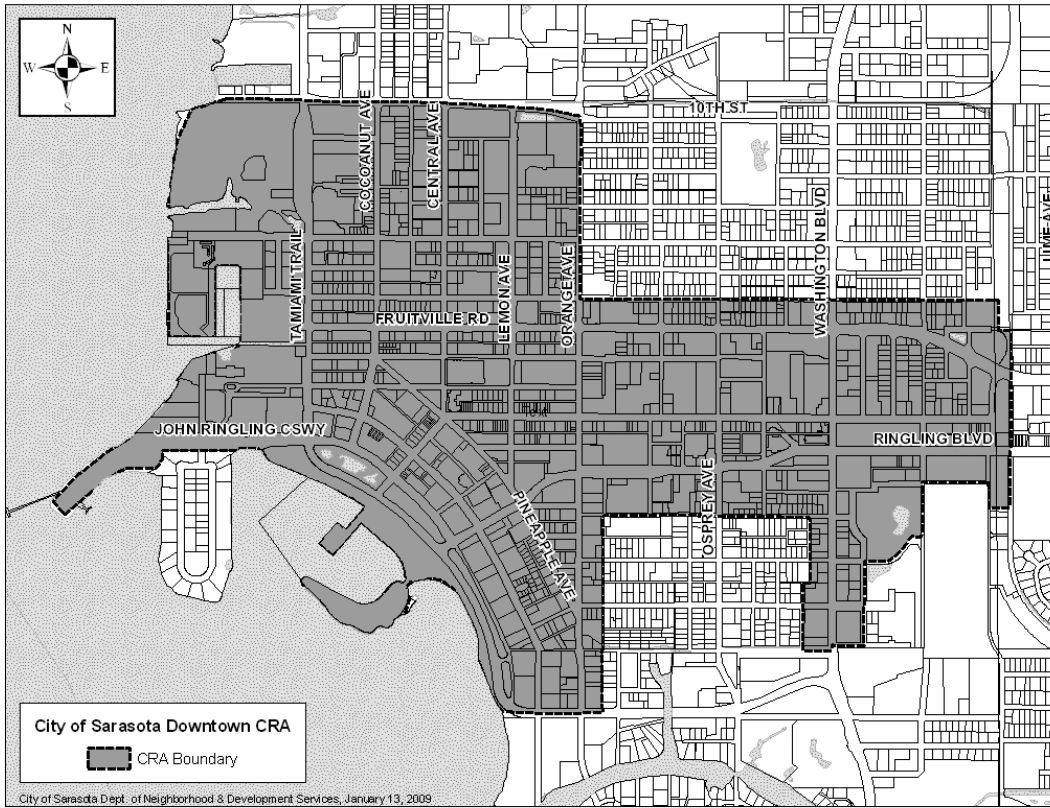 N
W E
S
10TH ST
COCOANUT AVE
CENTRAL AVE
WASHINGTON BLVD
LIME AVE
TAMIAMI TRAIL
LEMON AVE
ORANGE AVE
FRUITVILLE RD
JOHN RINGLING CSWY
RINGLING BLVD
OSPREY AVE
PINEAPPLE AVE
City of Sarasota Downtown CRA
CRA Boundary
City of Sarasota Dept. of Neighborhood & Development Services, January 13, 2009